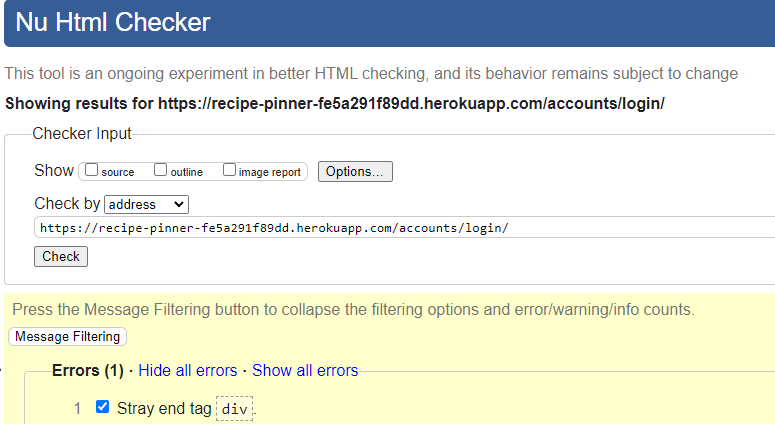 Nu Html Checker
This tool is an ongoing experiment in better HTML checking, and its behavior remains subject to change
Showing results for https://recipe-pinner-fe5a291f89dd.herokuapp.com/accounts/login/
Checker Input
Show source outline image report Options...
Check by address
https://recipe-pinner-fe5a291f89dd.herokuapp.com/accounts/login/
Check
Press the Message Filtering button to collapse the filtering options and error/warning/info counts.
Message Filtering
Errors (1) · Hide all errors · Show all errors
1 Stray end tag div.